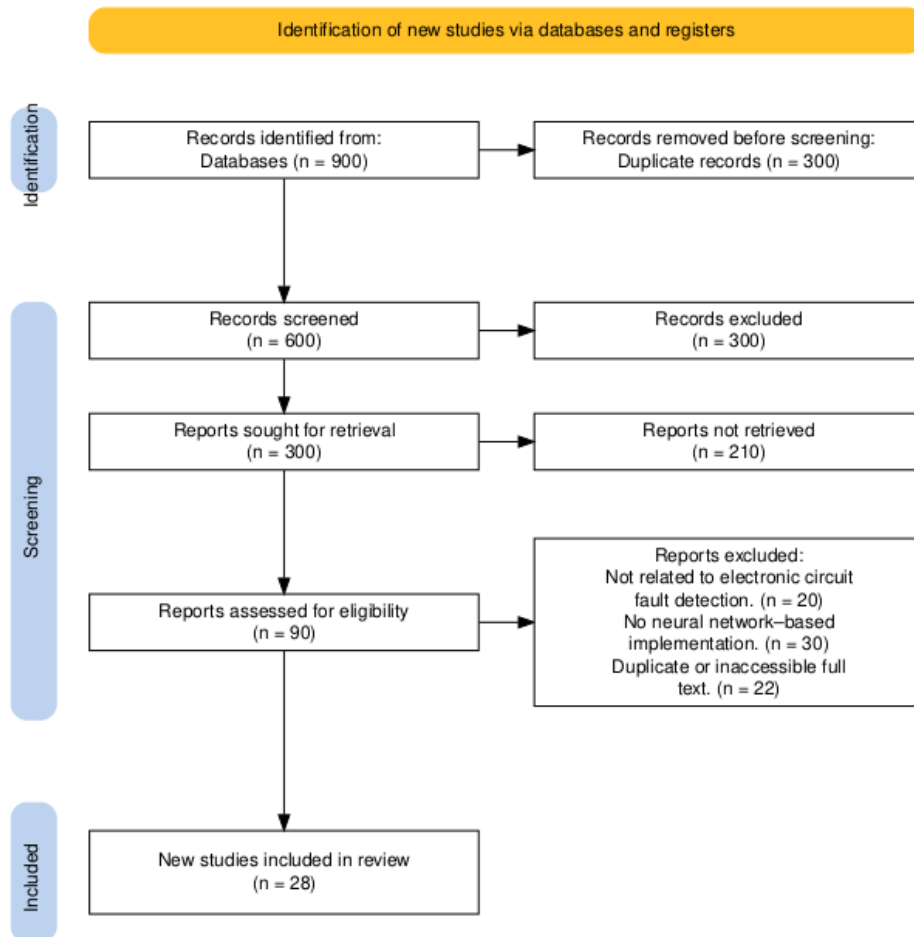 Identification of new studies via databases and registers
Identification
Records identified from:
Databases (n = 900)
Records removed before screening:
Duplicate records (n = 300)
Screening
Records screened
(n = 600)
Records excluded
(n = 300)
Reports sought for retrieval
(n = 300)
Reports not retrieved
(n = 210)
Reports assessed for eligibility
(n = 90)
Reports excluded:
Not related to electronic circuit
fault detection. (n = 20)
No neural network–based
implementation. (n = 30)
Duplicate or inaccessible full
text. (n = 22)
Included
New studies included in review
(n = 28)